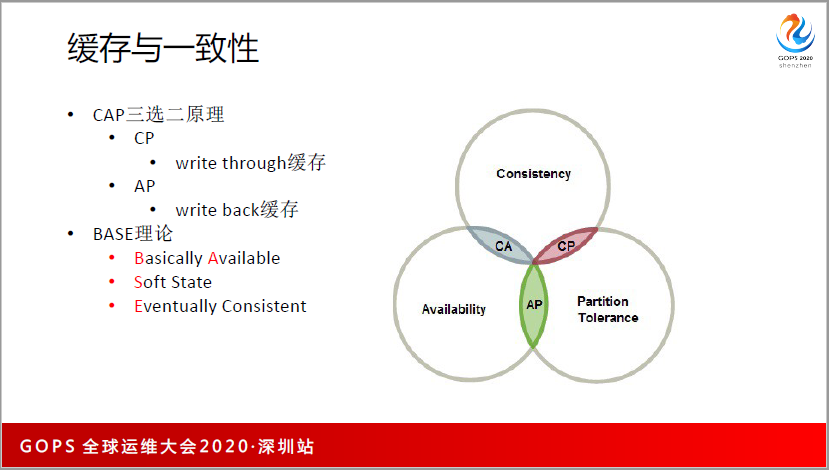 缓存与一致性
GOPS 2020
shenzhen
• CAP三选二原理
• CP
• write through缓存
• AP
• write back缓存
• BASE理论
• Basically Available
• Soft State
• Eventually Consistent
Consistency
CA
CP
Availability
AP
Partition
Tolerance
GOPS 全球运维大会2020·深圳站